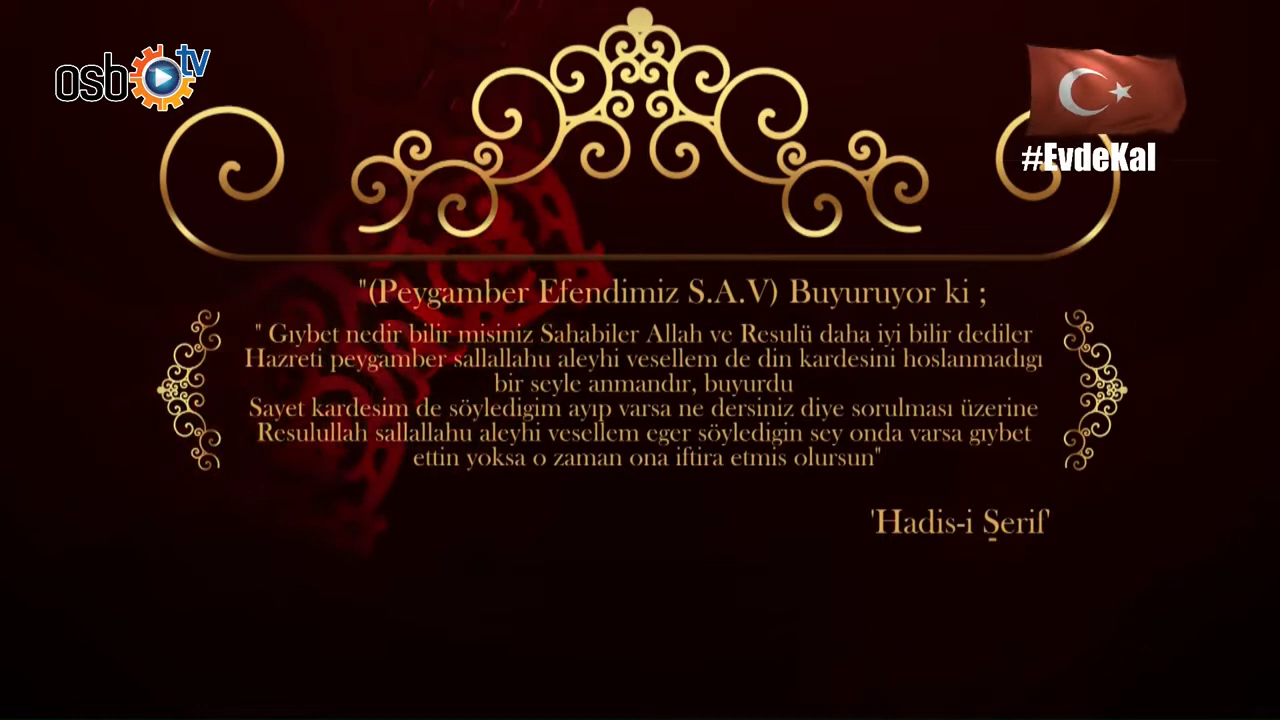 osb tv
#EvdeKal
"(Peygamber Efendimiz S.A.V) Buyuruyor ki ;
" Gıybet nedir bilir misiniz Sahabiler Allah ve Resulü daha iyi bilir dediler
Hazreti peygamber sallallahu aleyhi vesellem de din kardesini hoslanmadıgı
bir seyle anmandır, buyurdu
Sayet kardesim de söyledigim ayıp varsa ne dersiniz diye sorulması üzerine
Resulullah sallallahu aleyhi vesellem eger söyledigin sey onda varsa gıybet
ettin yoksa o zaman ona iftira etmis olursun"
'Hadis-i Şerif'